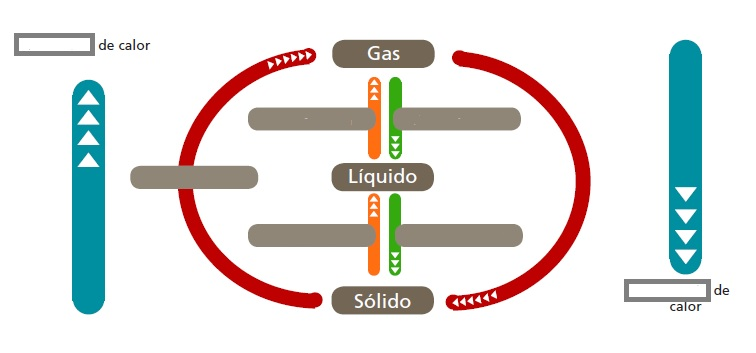 de calor
Gas
Líquido
Sólido
de
calor